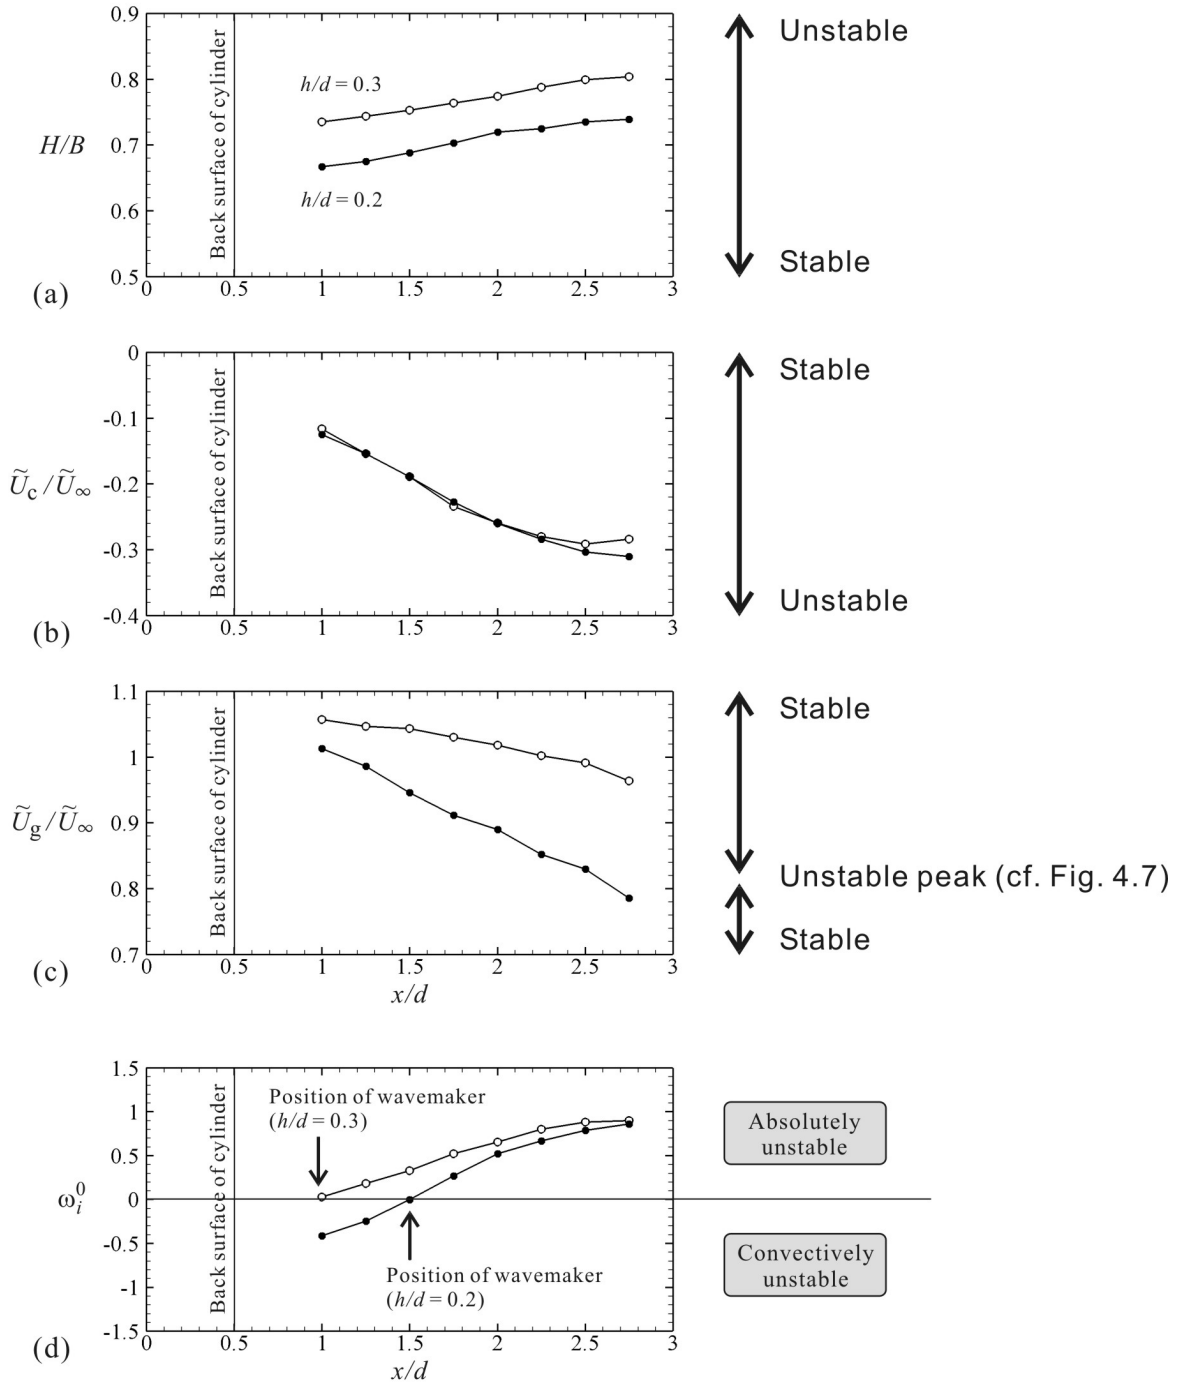 0.9
0.8
0.7
0.6
0.5
H/B
Back surface of cylinder
h/d = 0.3
h/d = 0.2
0 0.5 1 1.5 2 2.5 3
(a)
Unstable
Stable
0
-0.1
-0.2
-0.3
-0.4
Ũc/Ũ∞
Back surface of cylinder
0 0.5 1 1.5 2 2.5 3
(b)
Stable
Unstable
1.1
1
0.9
0.8
0.7
Ũg/Ũ∞
Back surface of cylinder
0 0.5 1 1.5 2 2.5 3
x/d
(c)
Stable
Unstable peak (cf. Fig. 4.7)
Stable
1.5
1
0.5
0
-0.5
-1
-1.5
ω_i^0
Back surface of cylinder
Position of wavemaker
(h/d = 0.3)
Position of wavemaker
(h/d = 0.2)
0 0.5 1 1.5 2 2.5 3
x/d
(d)
Absolutely
unstable
Convectively
unstable